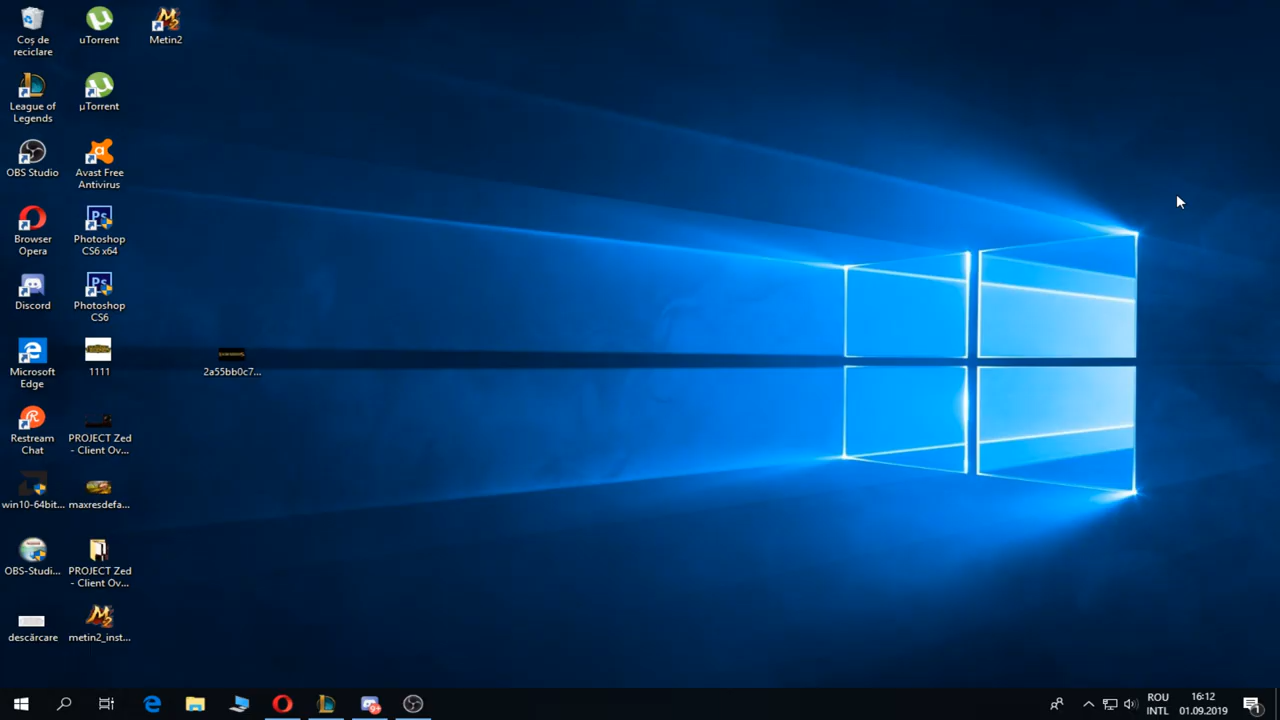 Coș de
reciclare
uTorrent
Metin2
League of
Legends
µTorrent
OBS Studio
Avast Free
Antivirus
Browser
Opera
Photoshop
CS6 x64
Discord
Photoshop
CS6
Microsoft
Edge
1111
2a55bb0c7...
Restream
Chat
PROJECT Zed
- Client Ov...
win10-64bit...
maxresdefa...
OBS-Studi...
PROJECT Zed
- Client Ov...
descărcare
metin2_inst...
ROU
INTL
16:12
01.09.2019